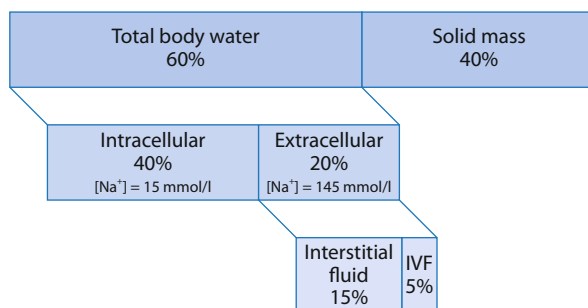 Total body water
60%
Solid mass
40%
Intracellular
40%
[Na⁺] = 15 mmol/l
Extracellular
20%
[Na⁺] = 145 mmol/l
Interstitial
fluid
15%
IVF
5%